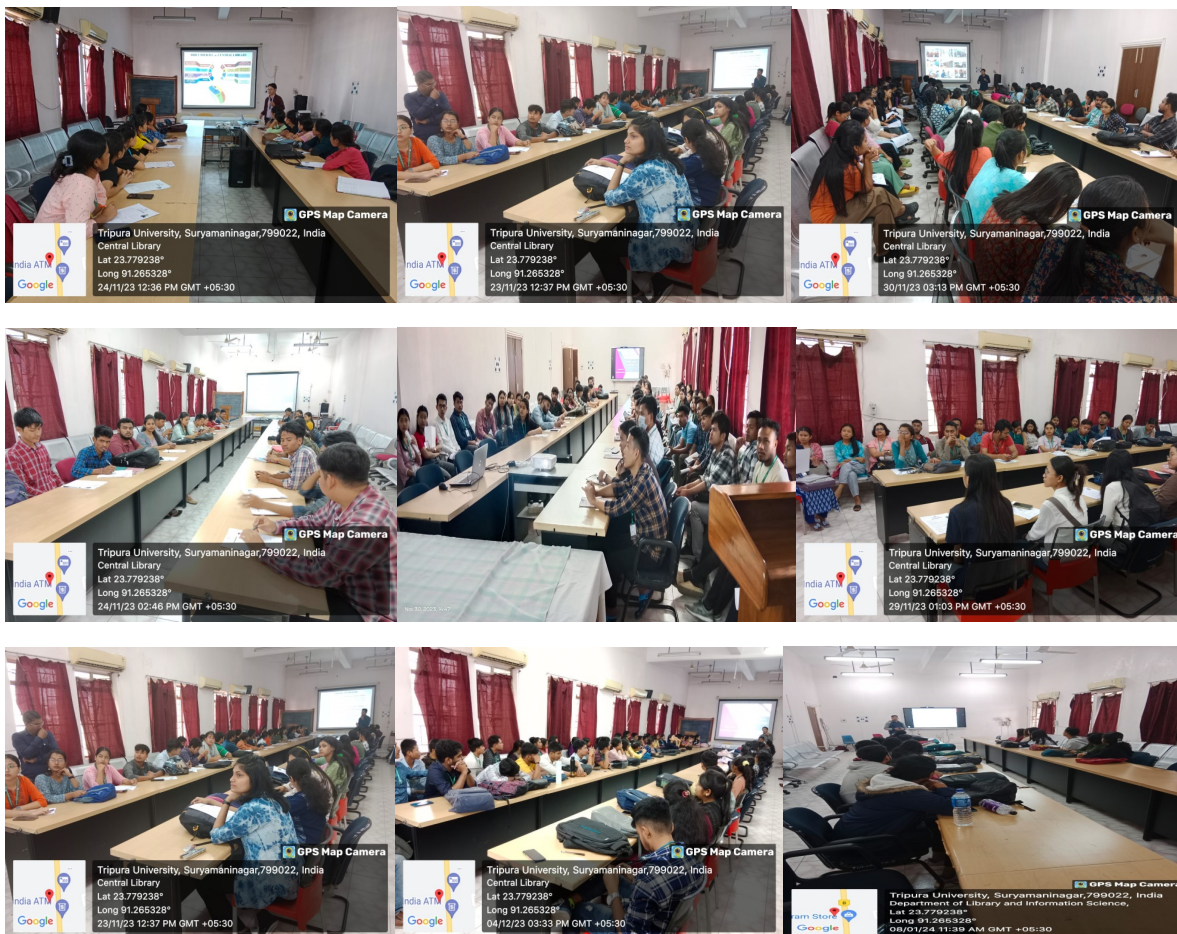 GPS Map Camera
Tripura University, Suryamaninagar,799022, India
Central Library
Lat 23.779238°
Long 91.265328°
24/11/23 12:36 PM GMT +05:30
ndia ATM
Google
GPS Map Camera
Tripura University, Suryamaninagar,799022, India
Central Library
Lat 23.779238°
Long 91.265328°
23/11/23 12:37 PM GMT +05:30
ndia ATM
Google
GPS Map Camera
Tripura University, Suryamaninagar,799022, India
Central Library
Lat 23.779238°
Long 91.265328°
30/11/23 03:13 PM GMT +05:30
ndia ATM
Google
GPS Map Camera
Tripura University, Suryamaninagar,799022, India
Central Library
Lat 23.779238°
Long 91.265328°
24/11/23 02:46 PM GMT +05:30
ndia ATM
Google
GPS Map Camera
Tripura University, Suryamaninagar,799022, India
Central Library
Lat 23.779238°
Long 91.265328°
29/11/23 01:03 PM GMT +05:30
ndia ATM
Google
GPS Map Camera
Tripura University, Suryamaninagar,799022, India
Central Library
Lat 23.779238°
Long 91.265328°
23/11/23 12:37 PM GMT +05:30
ndia ATM
Google
GPS Map Camera
Tripura University, Suryamaninagar,799022, India
Central Library
Lat 23.779238°
Long 91.265328°
04/12/23 03:33 PM GMT +05:30
ndia ATM
Google
GPS Map Camera
Tripura University, Suryamaninagar,799022, India
Department of Library and Information Science,
Lat 23.779238°
Long 91.265328°
08/01/24 11:39 AM GMT +05:30
ram Store
Google